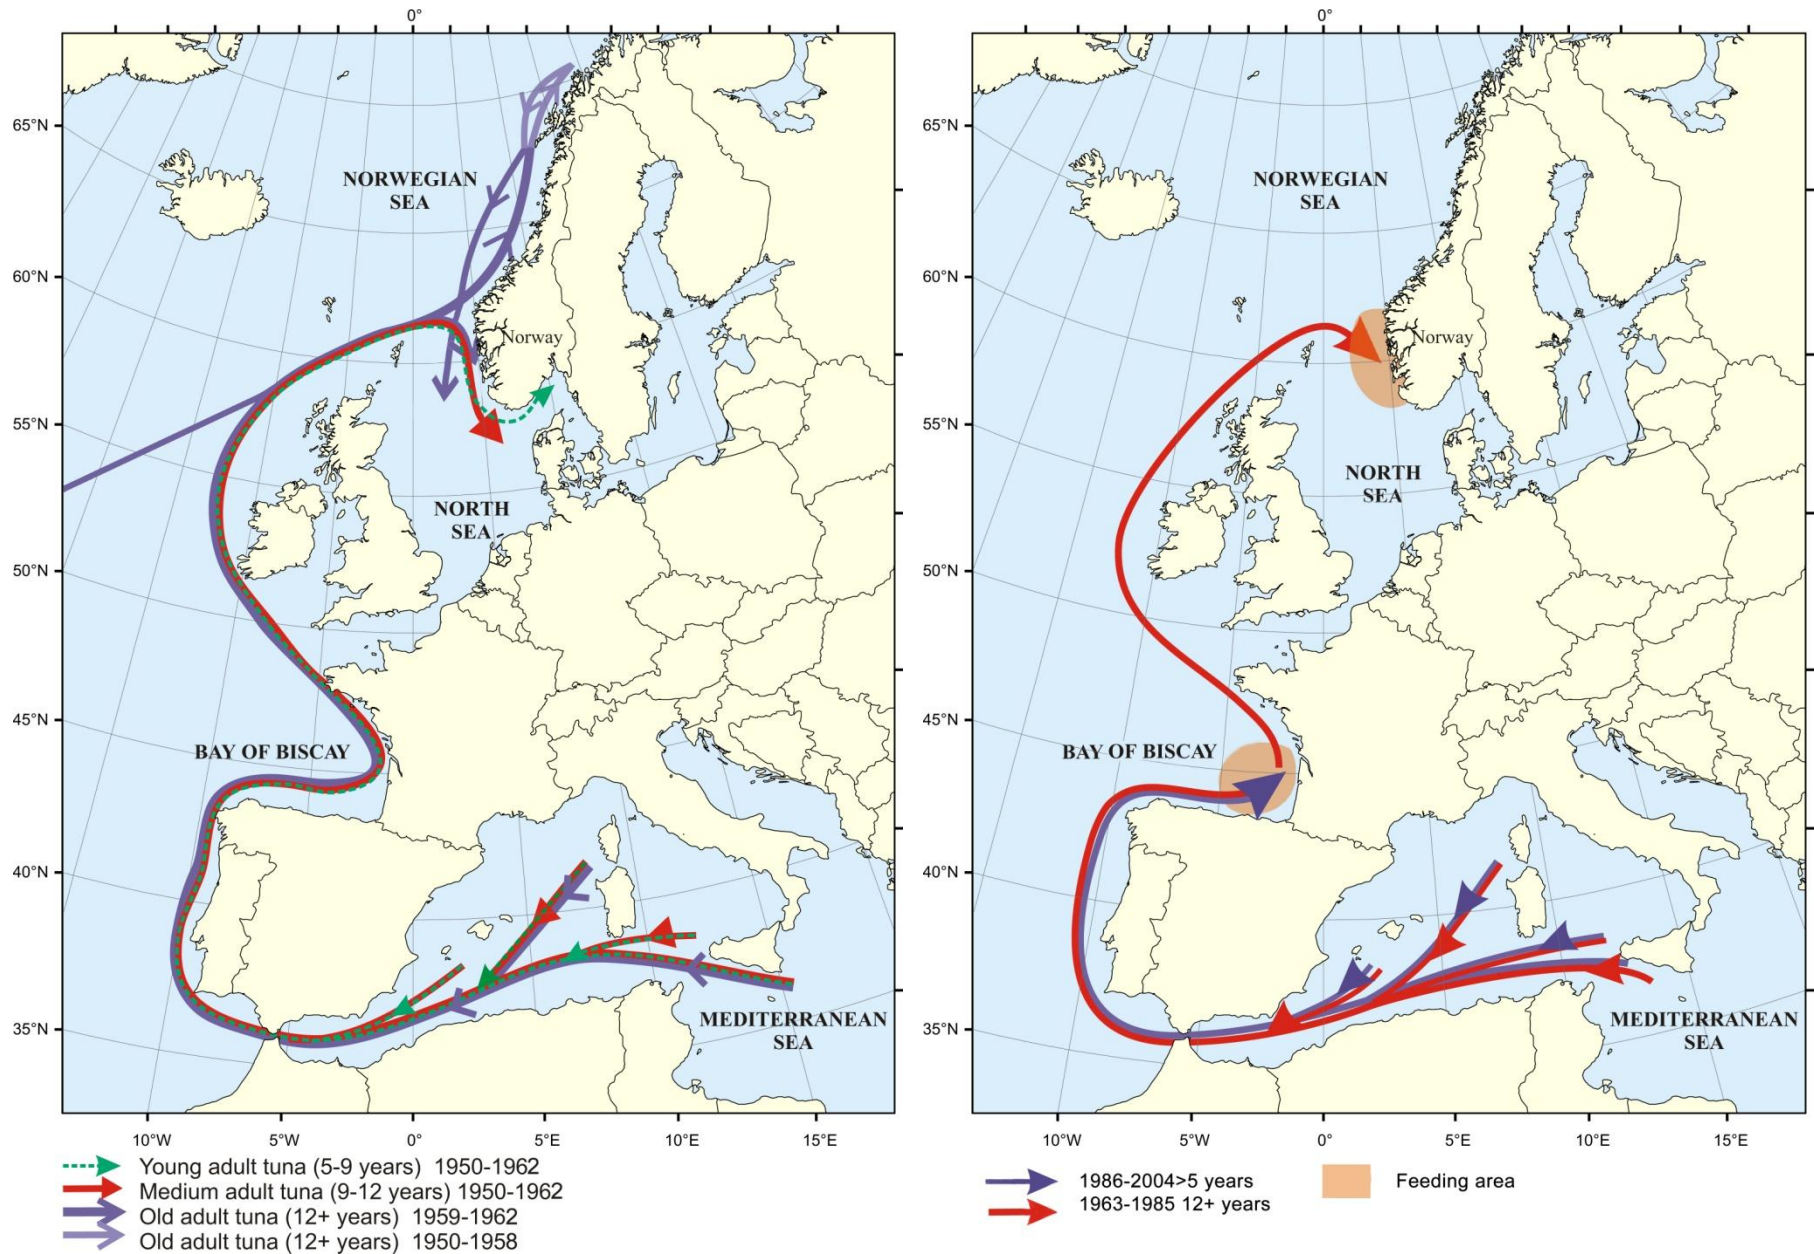 0°
65°N
60°N
55°N
50°N
45°N
40°N
35°N
NORWEGIAN
SEA
Norway
NORTH
SEA
BAY OF BISCAY
MEDITERRANEAN
SEA
10°W
5°W
0°
5°E
10°E
15°E
Young adult tuna (5-9 years) 1950-1962
Medium adult tuna (9-12 years) 1950-1962
Old adult tuna (12+ years) 1959-1962
Old adult tuna (12+ years) 1950-1958
0°
65°N
60°N
55°N
50°N
45°N
40°N
35°N
NORWEGIAN
SEA
Norway
NORTH
SEA
BAY OF BISCAY
MEDITERRANEAN
SEA
10°W
5°W
0°
5°E
10°E
15°E
1986-2004>5 years
1963-1985 12+ years
Feeding area